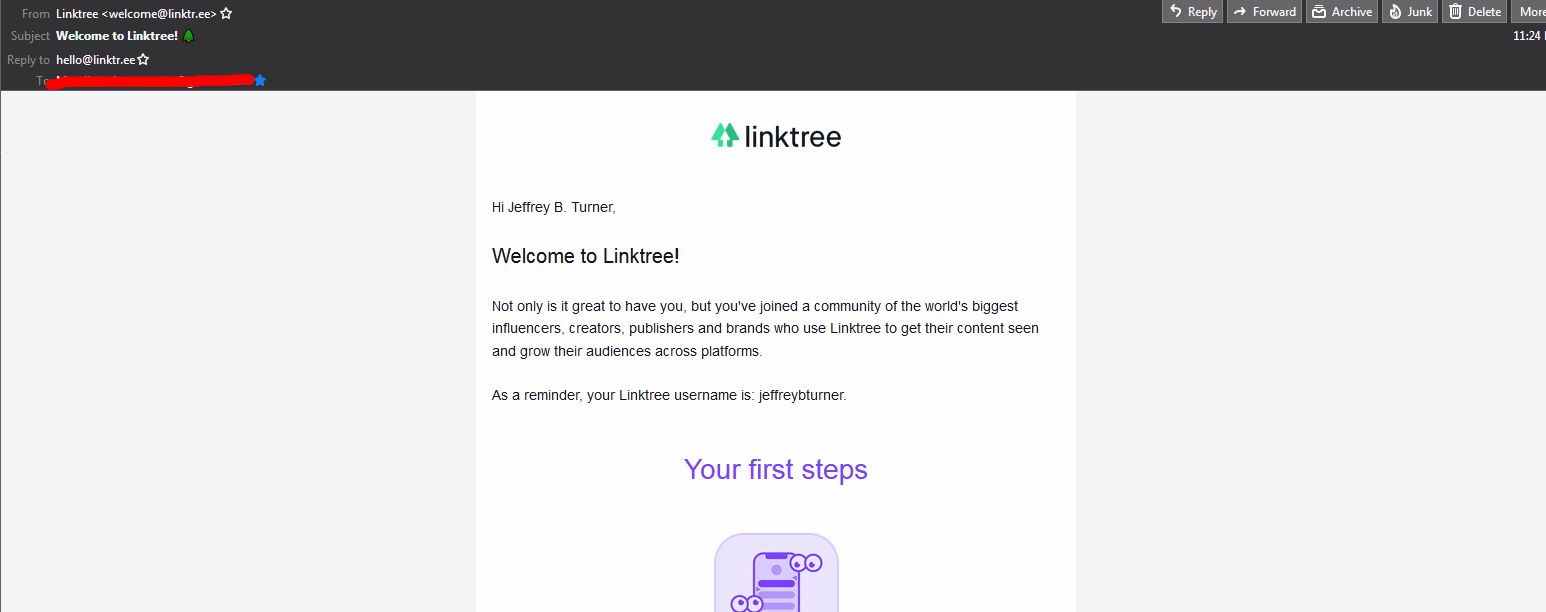 From Linktree <welcome@linktr.ee>
Reply Forward Archive Junk Delete More
Subject Welcome to Linktree!
11:24
Reply to hello@linktr.ee
To
linktree
Hi Jeffrey B. Turner,
Welcome to Linktree!
Not only is it great to have you, but you've joined a community of the world's biggest
influencers, creators, publishers and brands who use Linktree to get their content seen
and grow their audiences across platforms.
As a reminder, your Linktree username is: jeffreybturner.
Your first steps